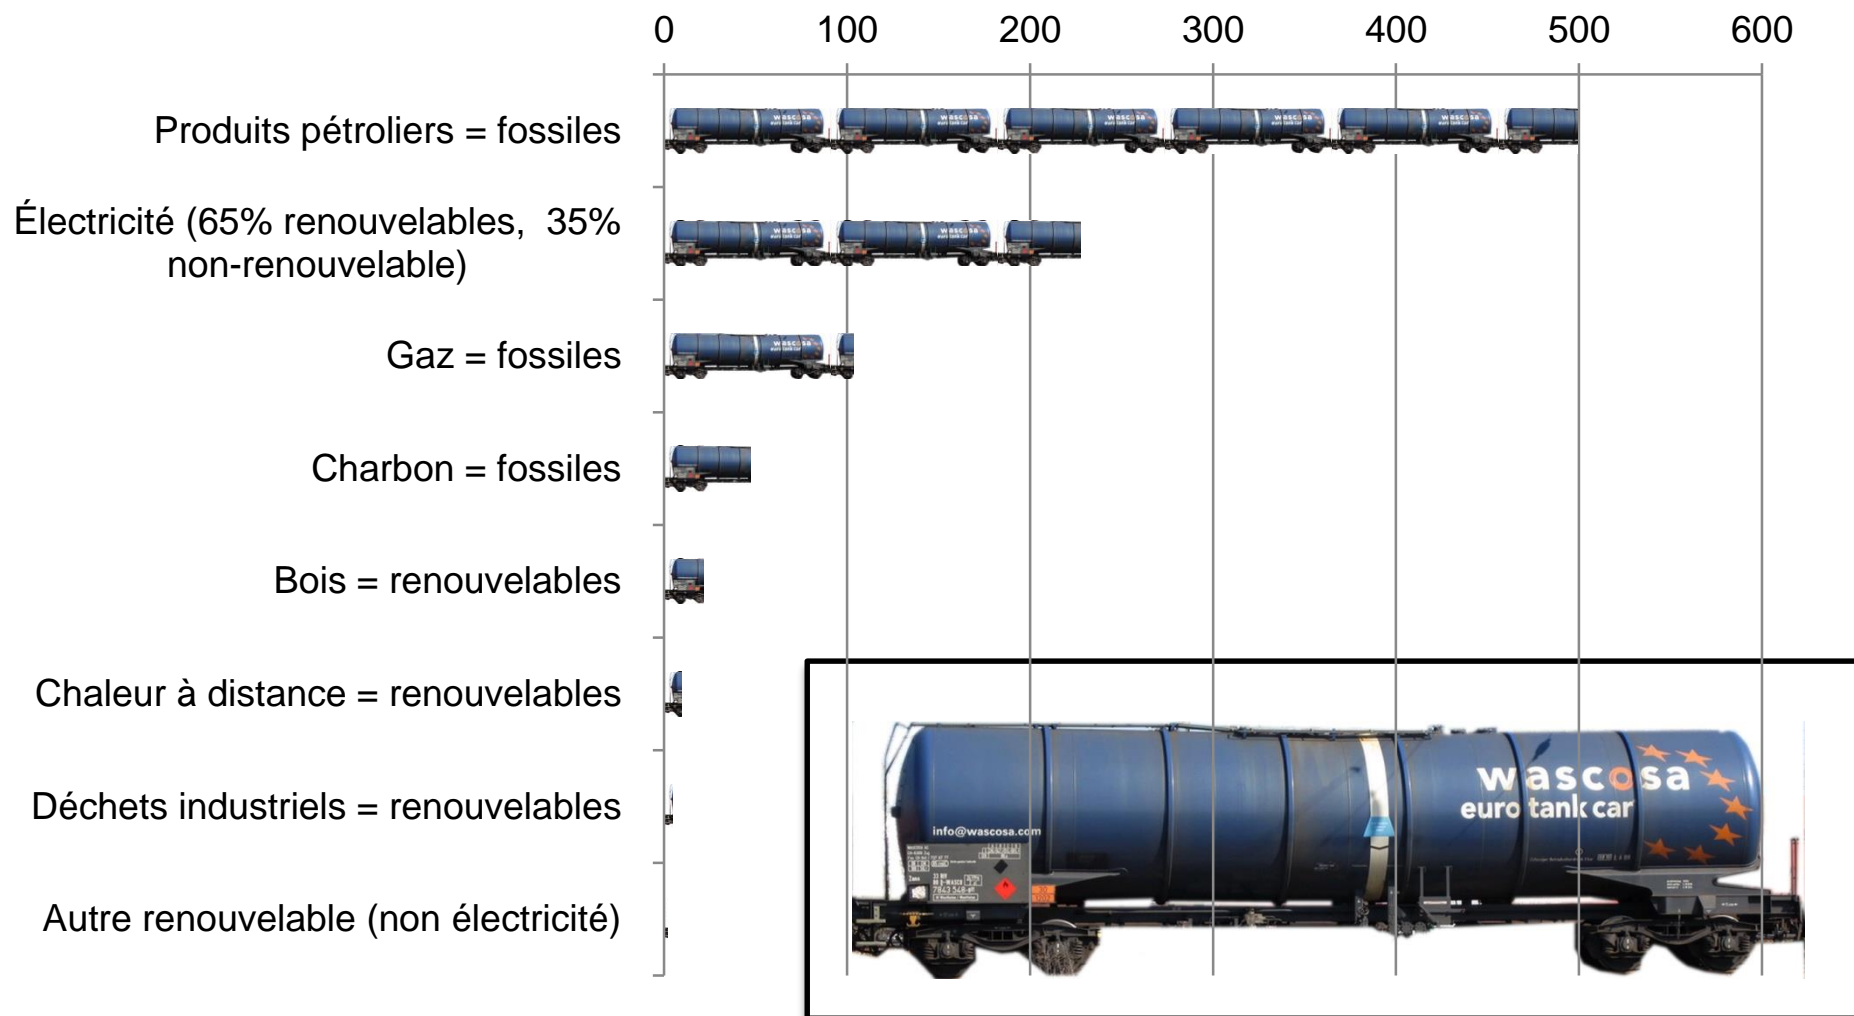 0 100 200 300 400 500 600
Produits pétroliers = fossiles
Électricité (65% renouvelables, 35%
non-renouvelable)
Gaz = fossiles
Charbon = fossiles
Bois = renouvelables
Chaleur à distance = renouvelables
Déchets industriels = renouvelables
Autre renouvelable (non électricité)
wascosa
euro tank car
info@wascosa.com